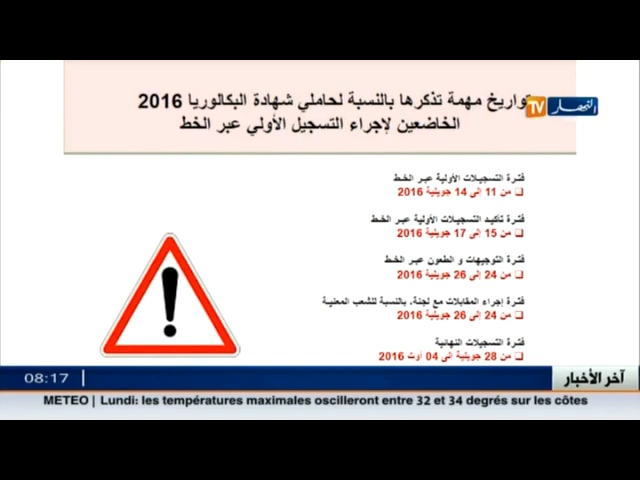 تواريخ مهمة تذكرها بالنسبة لحاملي شهادة البكالوريا 2016
الخاضعين لإجراء التسجيل الأولي عبر الخط
النهار TV
فترة التسجيلات الأولية عبر الخط
❑ من 11 الى 14 جويلية 2016
فترة تأكيد التسجيلات الأولية عبر الخط
❑ من 15 إلى 17 جويلية 2016
فترة التوجيهات و الطعون عبر الخط
❑ من 24 إلى 26 جويلية 2016
فترة إجراء المقابلات مع لجنة، بالنسبة للشعب المعنية
❑ من 24 إلى 26 جويلية 2016
فترة التسجيلات النهائية
❑ من 28 جويلية الى 04 أوت 2016
08:17
آخر الأخبار
METEO | Lundi: les températures maximales oscilleront entre 32 et 34 degrés sur les côtes